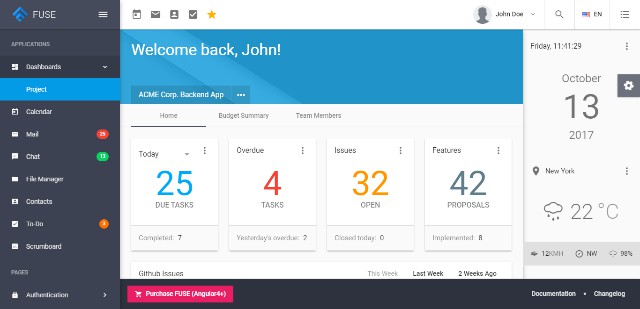 FUSE
John Doe
EN
APPLICATIONS
Dashboards
Project
Calendar
Mail 25
Chat 13
File Manager
Contacts
To-Do 3
Scrumboard
PAGES
Authentication
Welcome back, John!
ACME Corp. Backend App
Home Budget Summary Team Members
Today
25
DUE TASKS
Completed: 7
Overdue
4
TASKS
Yesterday's overdue: 2
Issues
32
OPEN
Closed today: 0
Features
42
PROPOSALS
Implemented: 8
Github Issues This Week Last Week 2 Weeks Ago
Friday, 11:41:29
October
13
2017
New York
22 °C
12KMH NW 98%
Purchase FUSE (Angular4+)
Documentation • Changelog